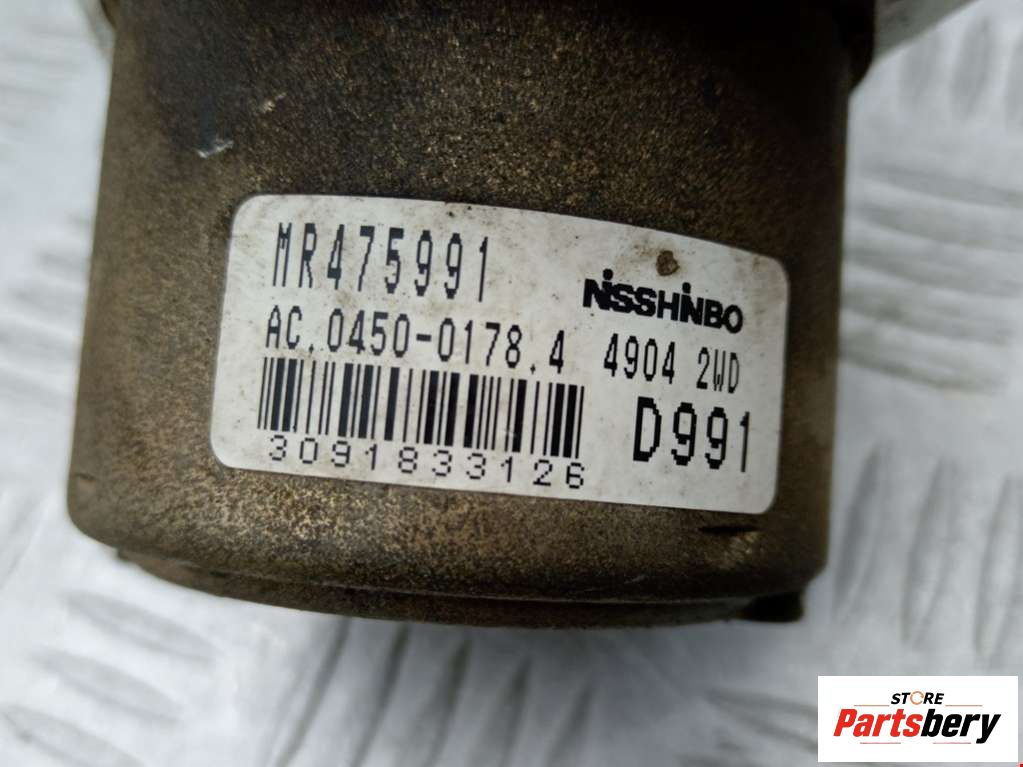 MR475991
NISSHINBO
AC.0450-0178.4 4904 2WD
3091833126
D991
STORE
Partsbery